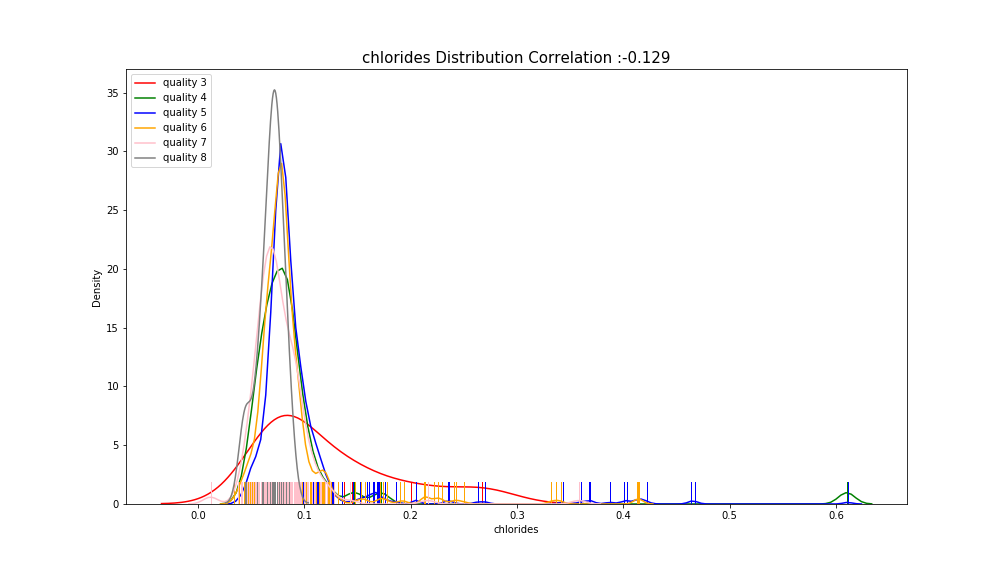 chlorides Distribution Correlation :-0.129
quality 3
quality 4
quality 5
quality 6
quality 7
quality 8
Density
35
30
25
20
15
10
5
0
0.0 0.1 0.2 0.3 0.4 0.5 0.6
chlorides